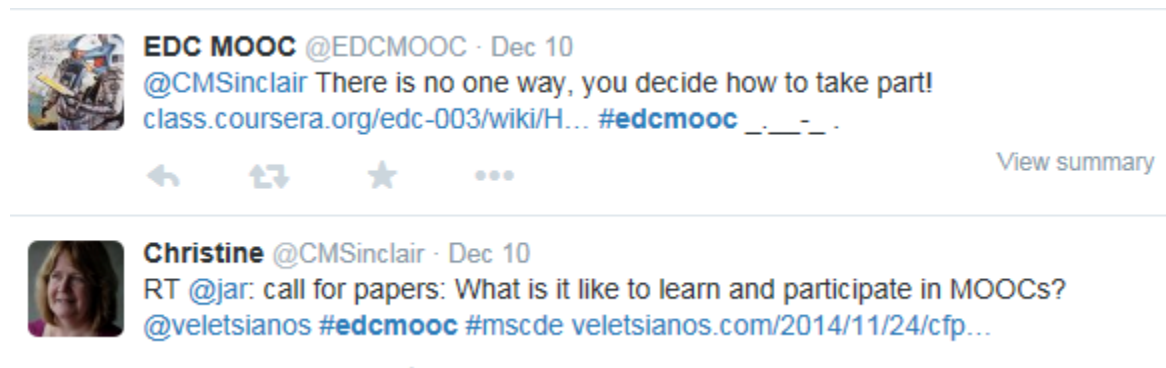 EDC MOOC @EDCMOOC · Dec 10
@CMSinclair There is no one way, you decide how to take part!
class.coursera.org/edc-003/wiki/H… #edcmooc _.__-_ .
View summary
Christine @CMSinclair · Dec 10
RT @jar: call for papers: What is it like to learn and participate in MOOCs?
@veletsianos #edcmooc #mscde veletsianos.com/2014/11/24/cfp…